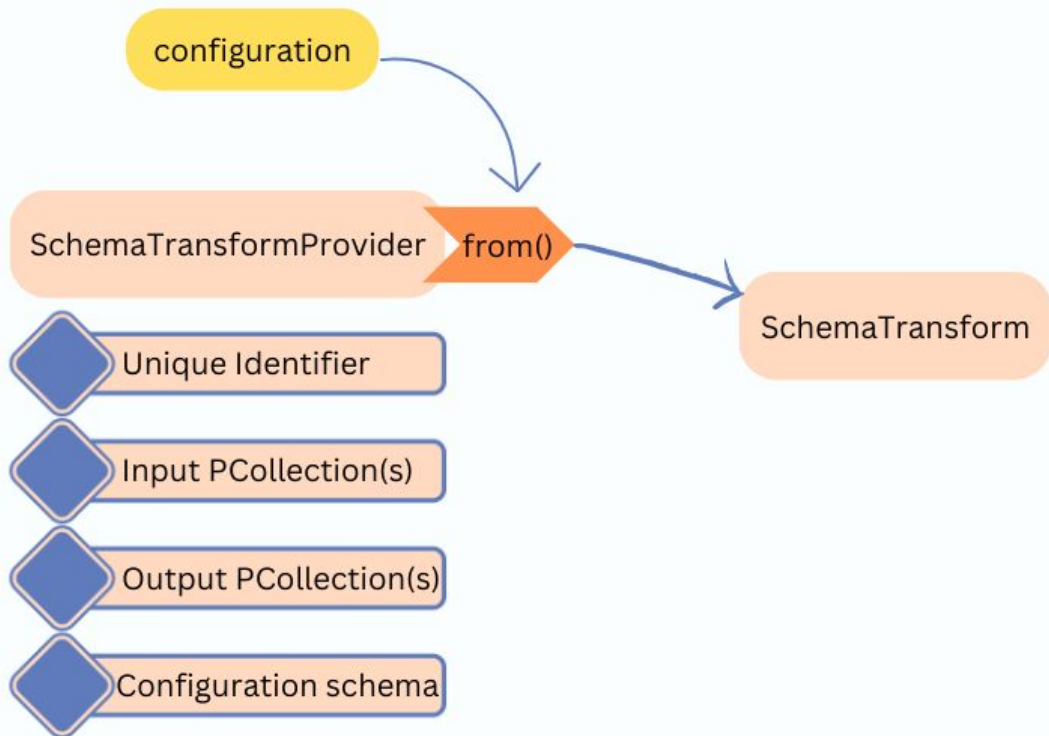 configuration
SchemaTransformProvider
from()
SchemaTransform
Unique Identifier
Input PCollection(s)
Output PCollection(s)
Configuration schema